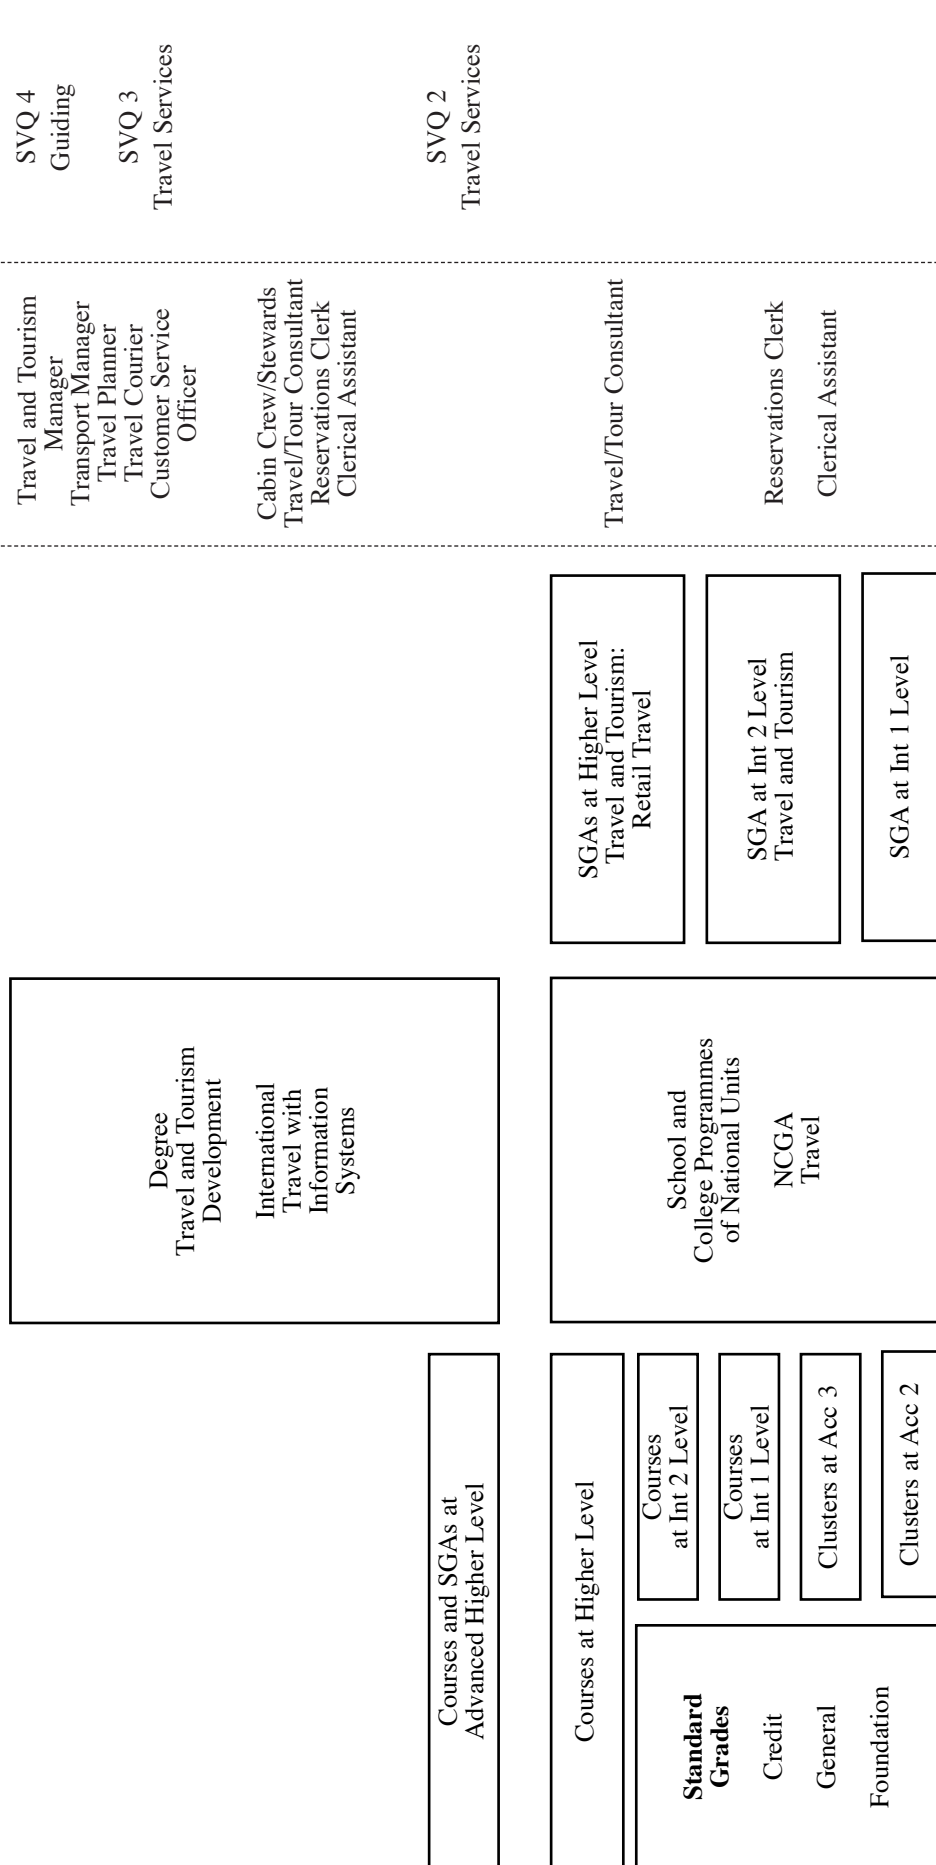 Courses and SGAs at
Advanced Higher Level
Courses at Higher Level
Standard
Grades
Credit
General
Foundation
Courses
at Int 2 Level
Courses
at Int 1 Level
Clusters at Acc 3
Clusters at Acc 2
Degree
Travel and Tourism
Development
International
Travel with
Information
Systems
School and
College Programmes
of National Units
NCGA
Travel
SGAs at Higher Level
Travel and Tourism:
Retail Travel
SGA at Int 2 Level
Travel and Tourism
SGA at Int 1 Level
Travel and Tourism
Manager
Transport Manager
Travel Planner
Travel Courier
Customer Service
Officer
Cabin Crew/Stewards
Travel/Tour Consultant
Reservations Clerk
Clerical Assistant
Travel/Tour Consultant
Reservations Clerk
Clerical Assistant
SVQ 4
Guiding
SVQ 3
Travel Services
SVQ 2
Travel Services